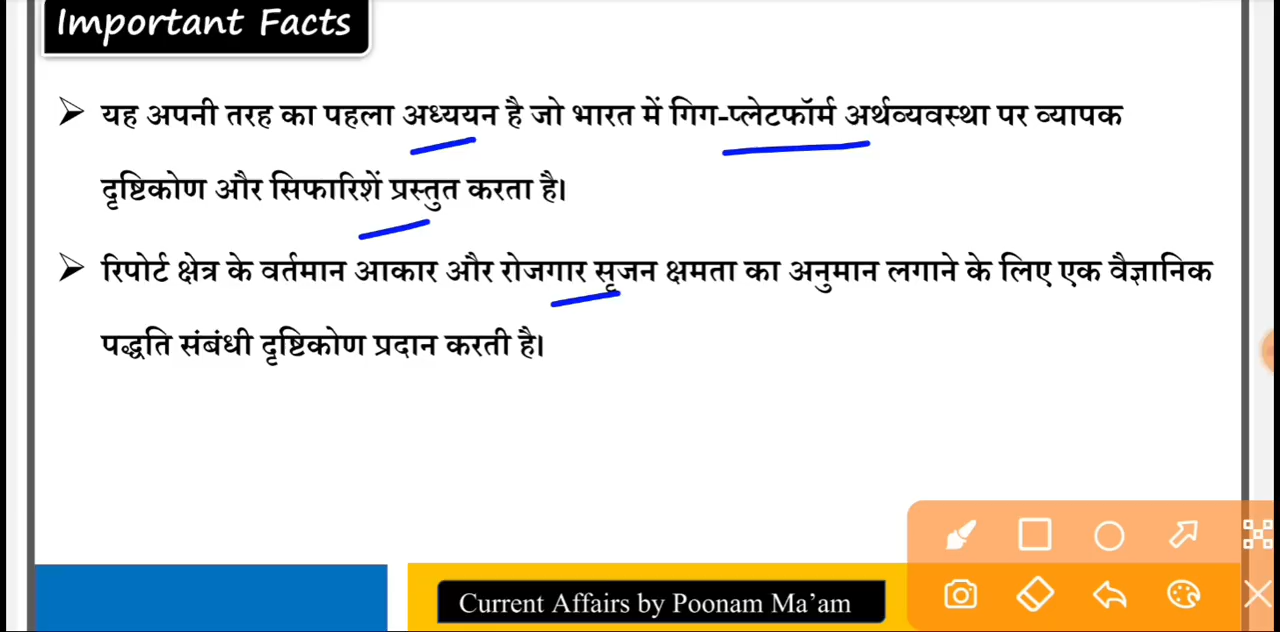 Important Facts
➢ यह अपनी तरह का पहला अध्ययन है जो भारत में गिग-प्लेटफॉर्म अर्थव्यवस्था पर व्यापक
दृष्टिकोण और सिफारिशें प्रस्तुत करता है।
➢ रिपोर्ट क्षेत्र के वर्तमान आकार और रोजगार सृजन क्षमता का अनुमान लगाने के लिए एक वैज्ञानिक
पद्धति संबंधी दृष्टिकोण प्रदान करती है।
Current Affairs by Poonam Ma’am